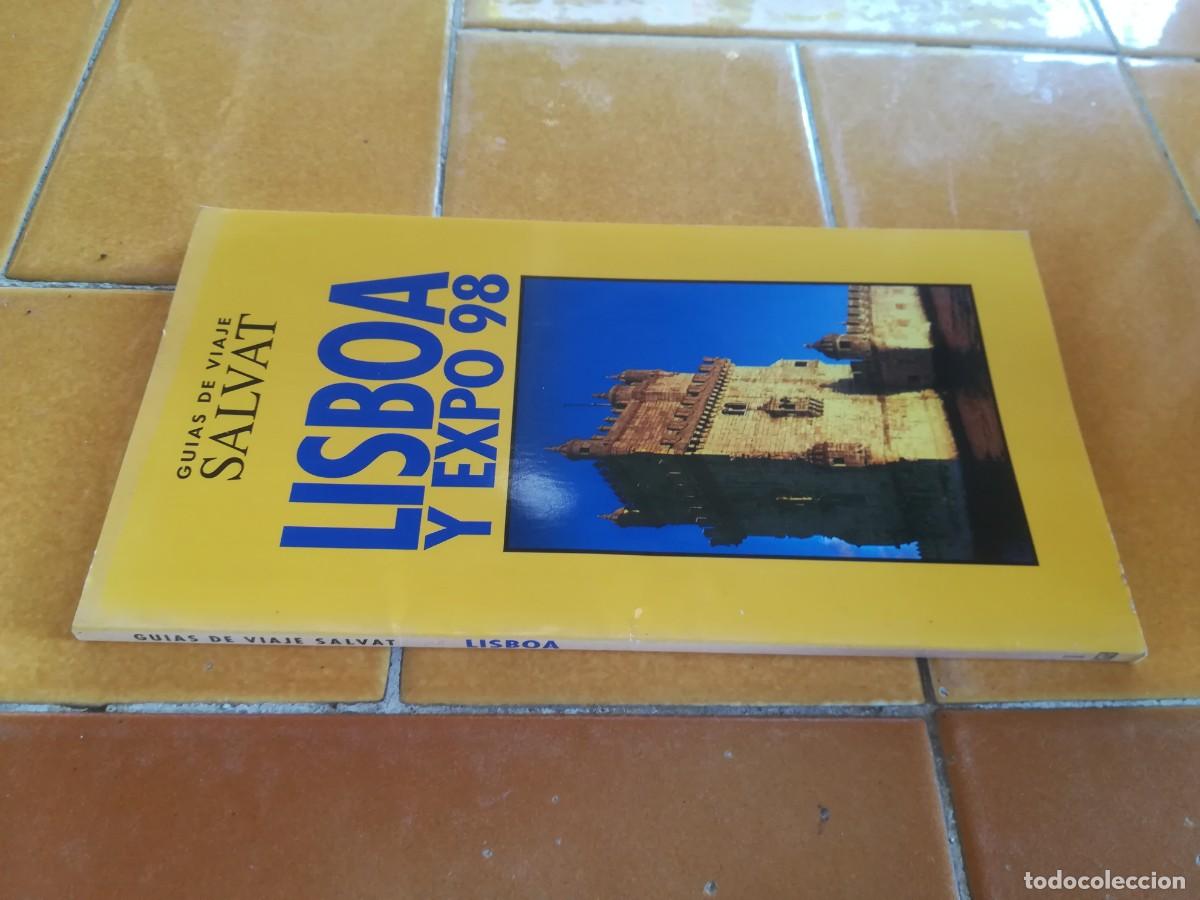 GUIAS DE VIAJE
SALVAT
LISBOA
Y EXPO 98
GUIAS DE VIAJE SALVAT LISBOA
todocoleccion